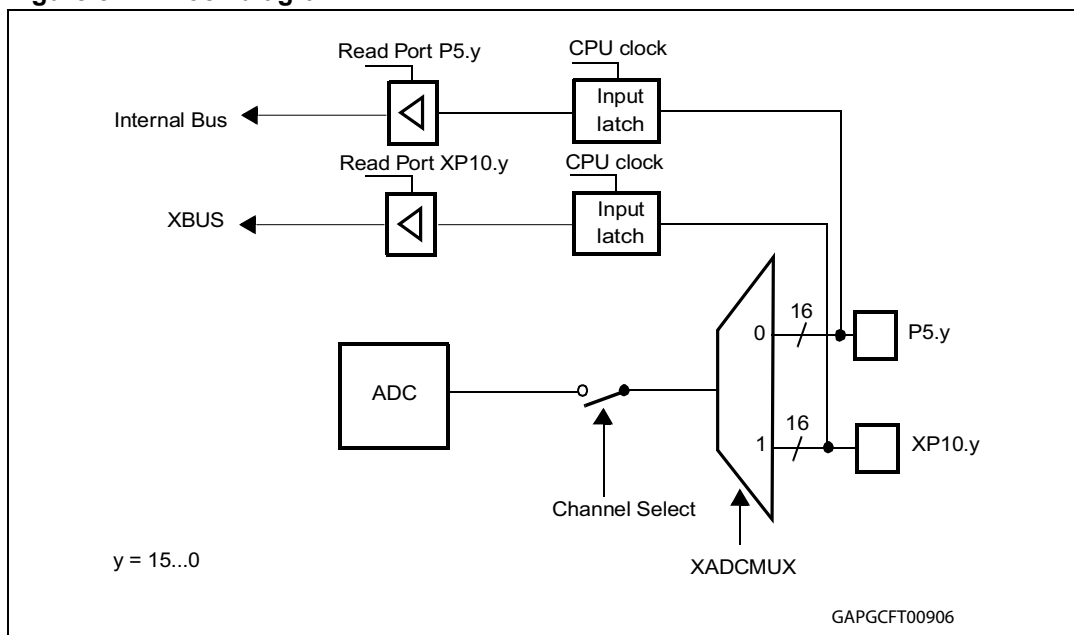 Read Port P5.y
CPU clock
Input
latch
Internal Bus
Read Port XP10.y
CPU clock
Input
latch
XBUS
16
0
P5.y
ADC
16
1
XP10.y
Channel Select
XADCMUX
y = 15...0
GAPGCFT00906